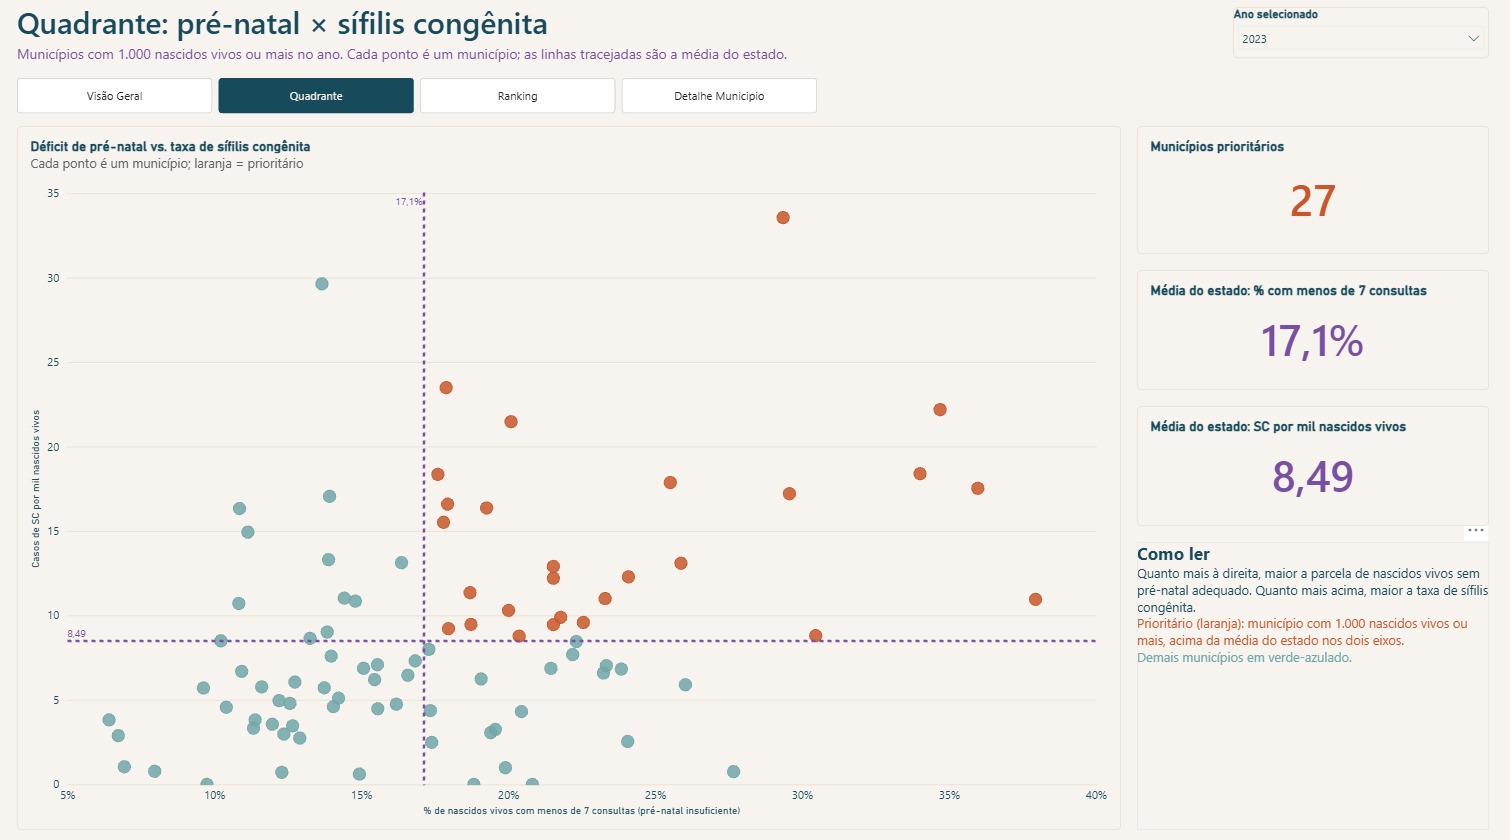 Quadrante: pré-natal × sífilis congênita
Municípios com 1.000 nascidos vivos ou mais no ano. Cada ponto é um município; as linhas tracejadas são a média do estado.
Ano selecionado
2023
Visão Geral
Quadrante
Ranking
Detalhe Municipio
Déficit de pré-natal vs. taxa de sífilis congênita
Cada ponto é um município; laranja = prioritário
35
30
25
20
15
10
5
0
Casos de SC por mil nascidos vivos
17,1%
8,49
5%
10%
15%
20%
25%
30%
35%
40%
% de nascidos vivos com menos de 7 consultas (pré-natal insuficiente)
Municípios prioritários
27
Média do estado: % com menos de 7 consultas
17,1%
Média do estado: SC por mil nascidos vivos
8,49
Como ler
Quanto mais à direita, maior a parcela de nascidos vivos sem
pré-natal adequado. Quanto mais acima, maior a taxa de sífilis
congênita.
Prioritário (laranja): município com 1.000 nascidos vivos ou
mais, acima da média do estado nos dois eixos.
Demais municípios em verde-azulado.